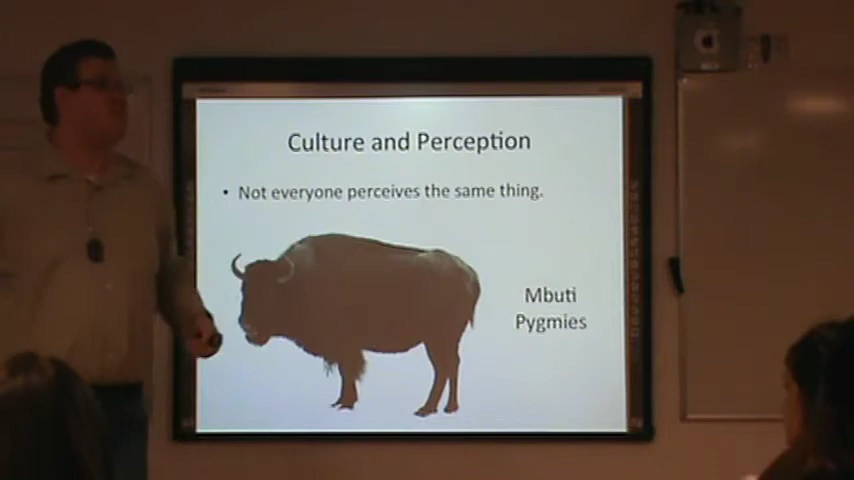 Culture and Perception
• Not everyone perceives the same thing.
Mbuti
Pygmies